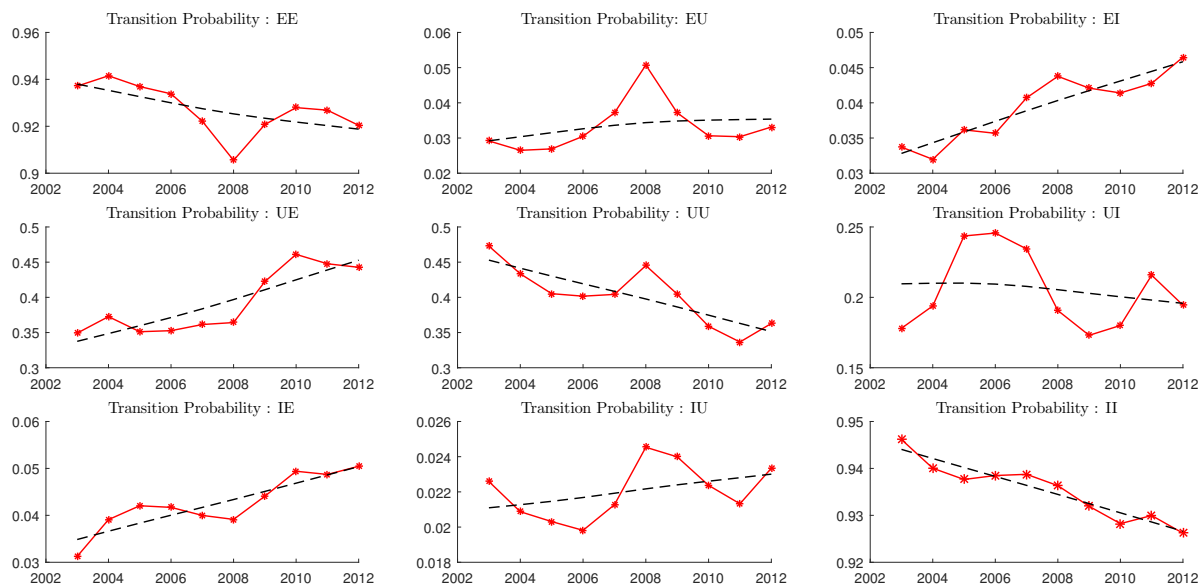 Transition Probability : EE
0.96
0.94
0.92
0.9
2002 2004 2006 2008 2010 2012
Transition Probability: EU
0.06
0.05
0.04
0.03
0.02
2002 2004 2006 2008 2010 2012
Transition Probability : EI
0.05
0.045
0.04
0.035
0.03
2002 2004 2006 2008 2010 2012
Transition Probability : UE
0.5
0.45
0.4
0.35
0.3
2002 2004 2006 2008 2010 2012
Transition Probability : UU
0.5
0.45
0.4
0.35
0.3
2002 2004 2006 2008 2010 2012
Transition Probability : UI
0.25
0.2
0.15
2002 2004 2006 2008 2010 2012
Transition Probability : IE
0.06
0.05
0.04
0.03
2002 2004 2006 2008 2010 2012
Transition Probability : IU
0.026
0.024
0.022
0.02
0.018
2002 2004 2006 2008 2010 2012
Transition Probability : II
0.95
0.94
0.93
0.92
2002 2004 2006 2008 2010 2012